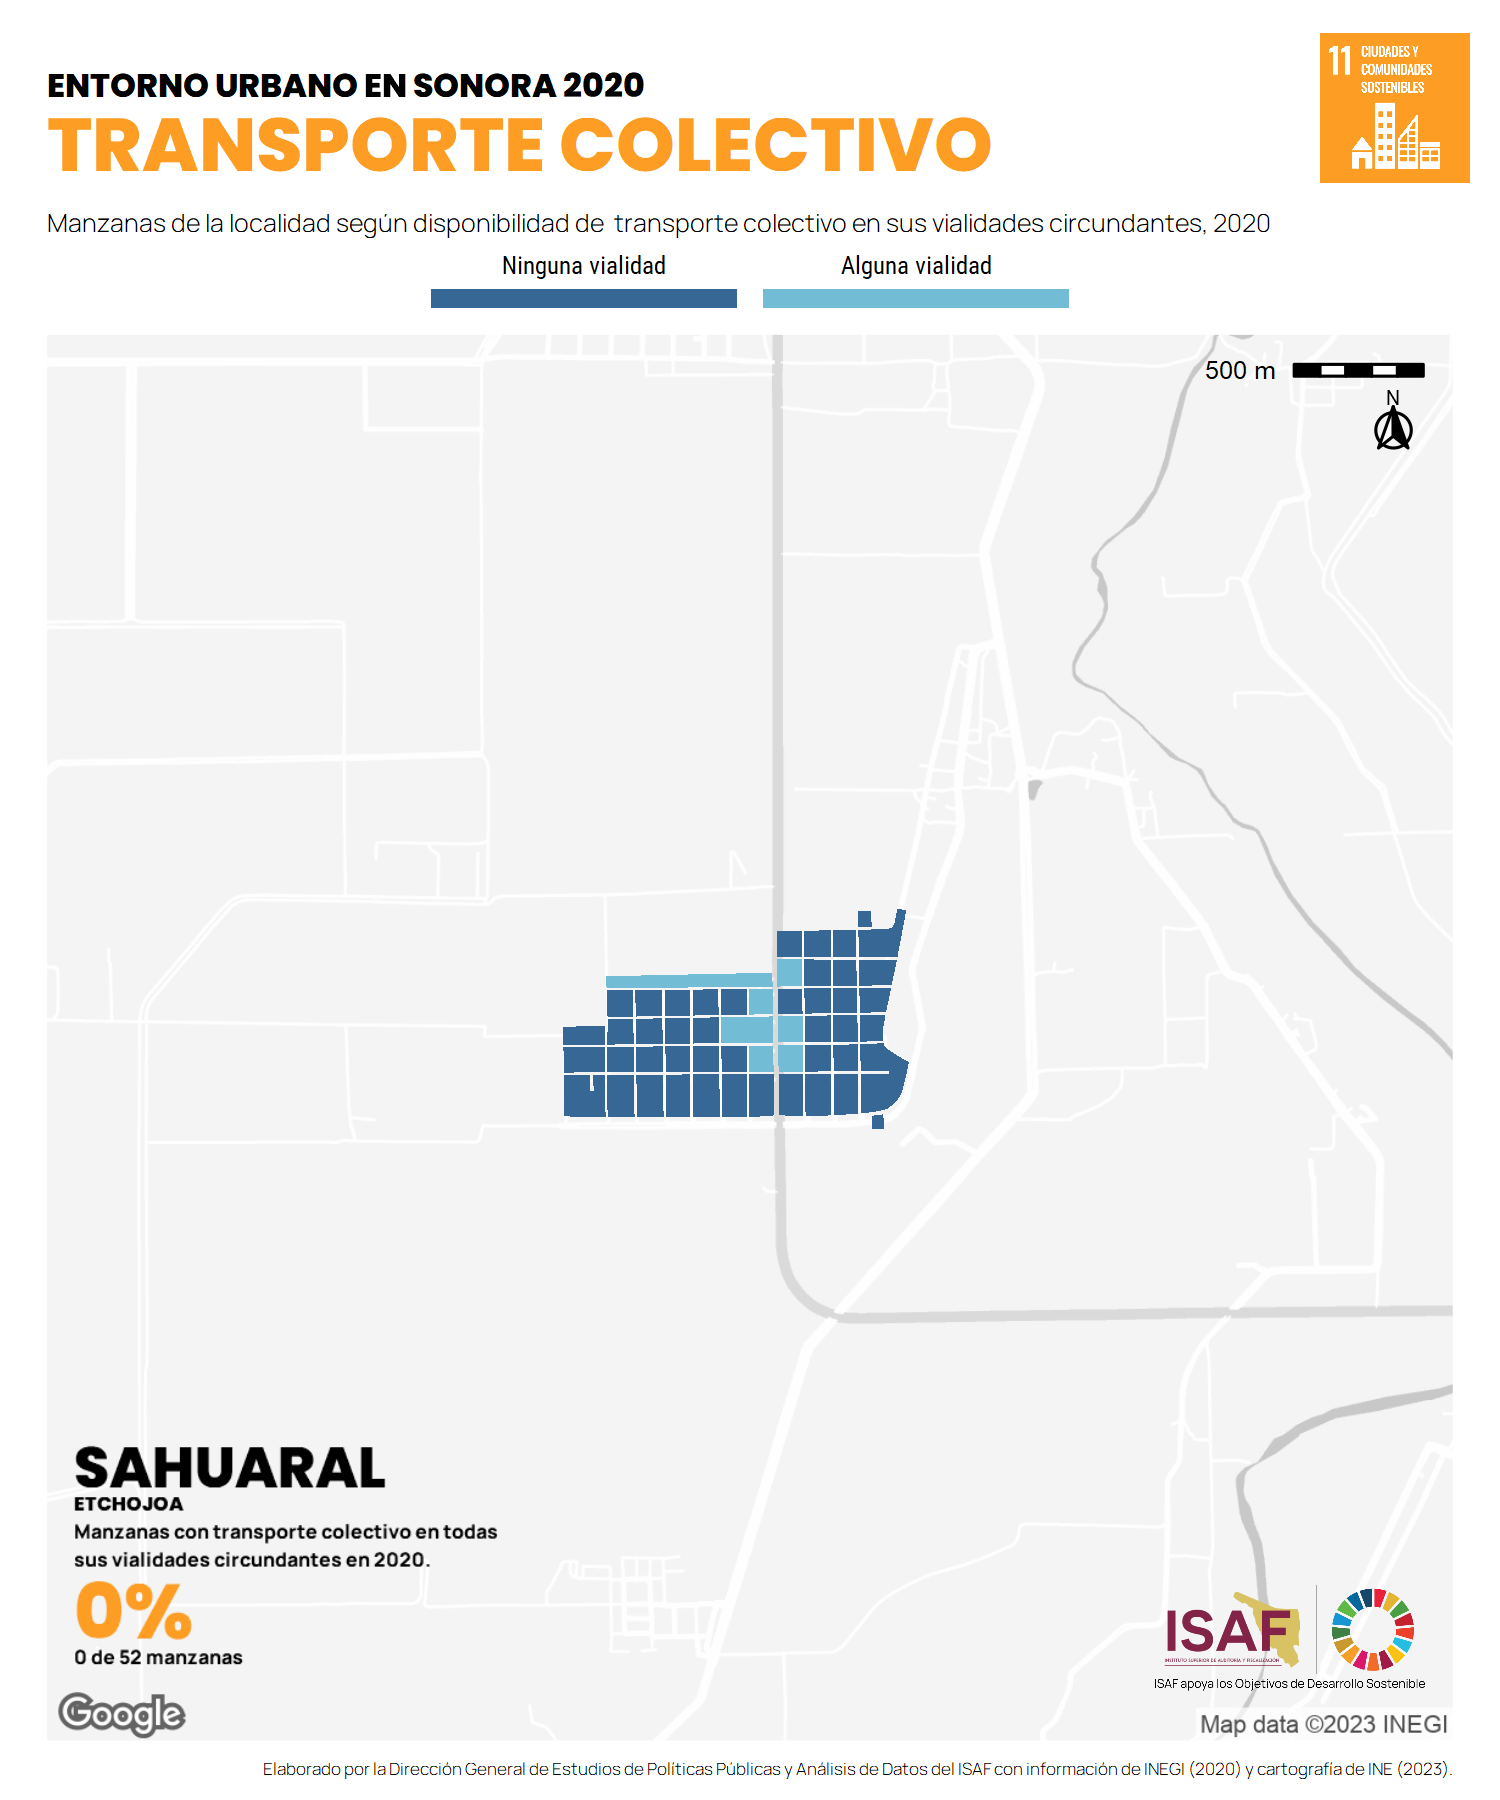 ENTORNO URBANO EN SONORA 2020
TRANSPORTE COLECTIVO
11 CIUDADES Y
COMUNIDADES
SOSTENIBLES
Manzanas de la localidad según disponibilidad de transporte colectivo en sus vialidades circundantes, 2020
Ninguna vialidad
Alguna vialidad
500 m
N
SAHUARAL
ETCHOJOA
Manzanas con transporte colectivo en todas
sus vialidades circundantes en 2020.
0%
0 de 52 manzanas
ISAF
INSTITUTO SUPERIOR DE AUDITORÍA Y FISCALIZACIÓN
ISAF apoya los Objetivos de Desarrollo Sostenible
Google
Map data ©2023 INEGI
Elaborado por la Dirección General de Estudios de Políticas Públicas y Análisis de Datos del ISAF con información de INEGI (2020) y cartografía de INE (2023).